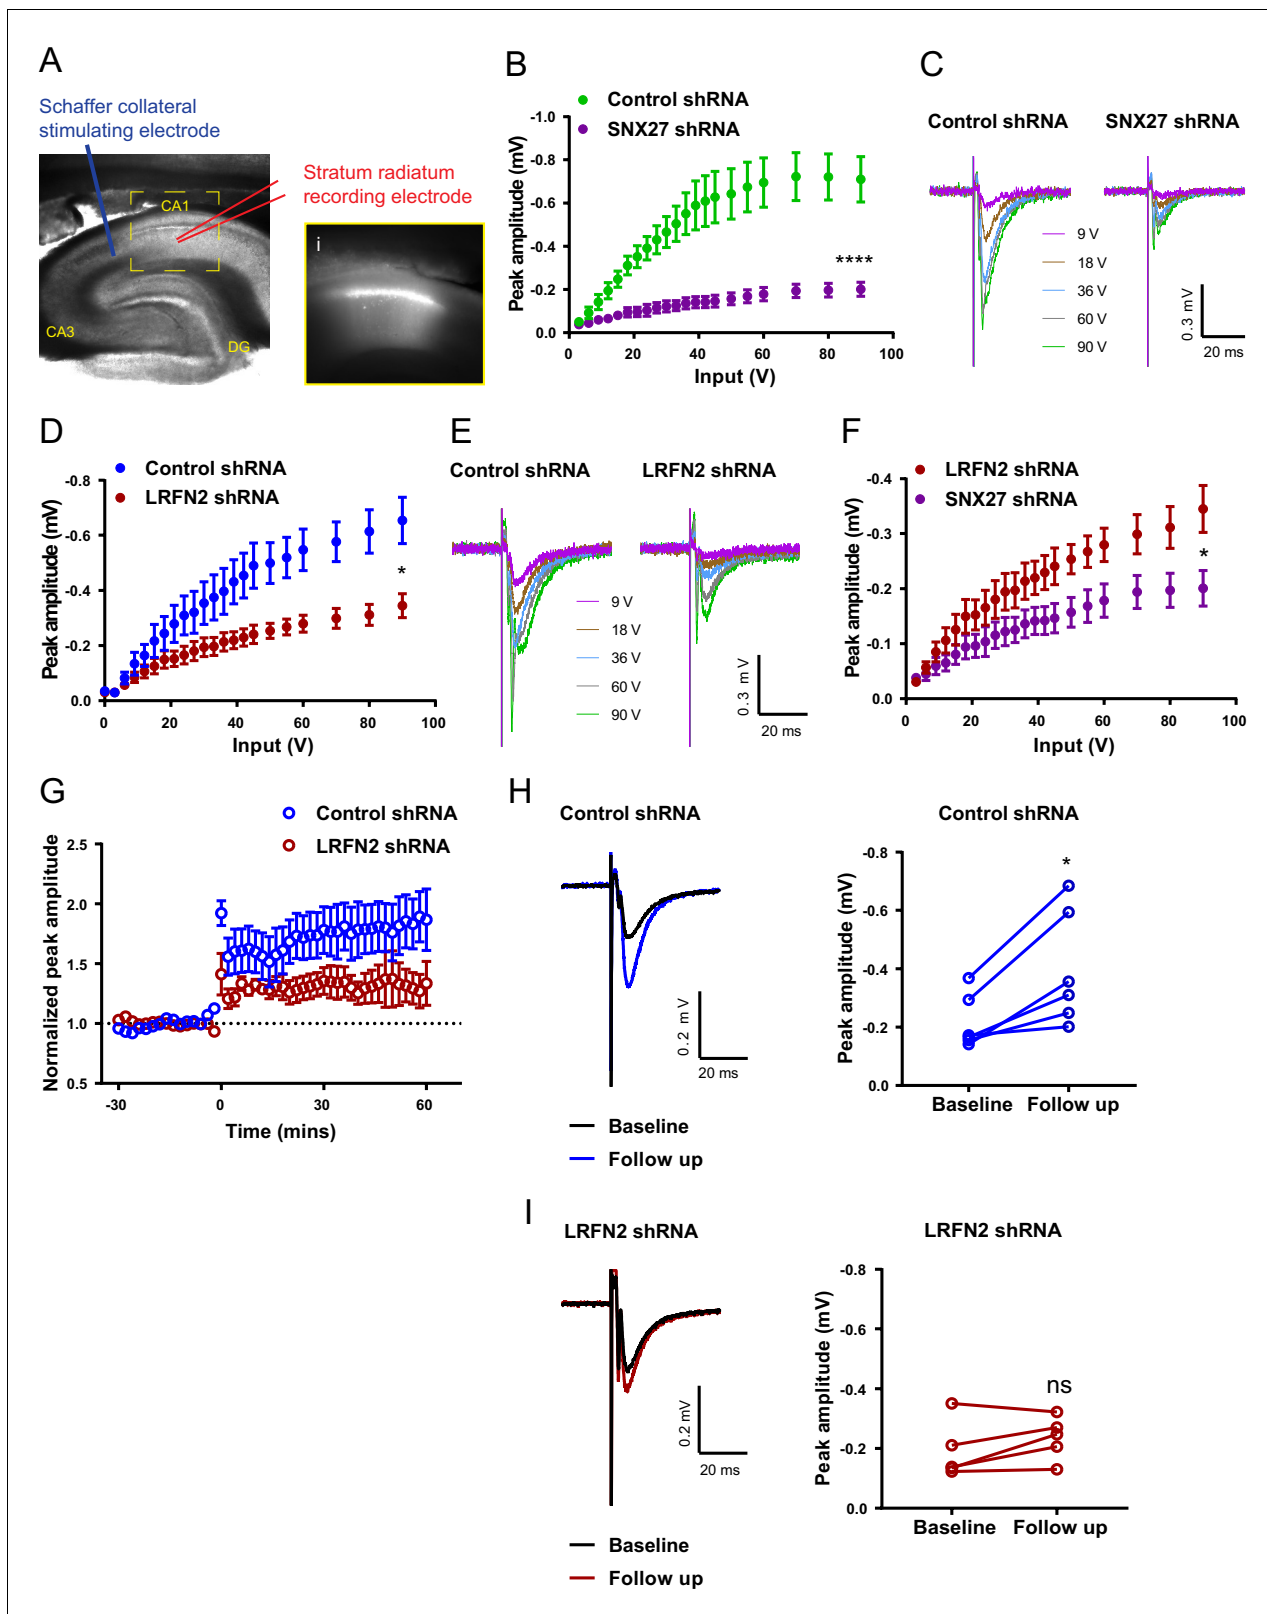 A
Schaffer collateral
stimulating electrode
Stratum radiatum
recording electrode
CA1
CA3
DG
i
B
Control shRNA
SNX27 shRNA
Peak amplitude (mV)
-1.0
-0.8
-0.6
-0.4
-0.2
0.0
****
0 20 40 60 80 100
Input (V)
C
Control shRNA SNX27 shRNA
9 V
18 V
36 V
60 V
90 V
0.3 mV
20 ms
D
Control shRNA
LRFN2 shRNA
Peak amplitude (mV)
-0.8
-0.6
-0.4
-0.2
0.0
*
0 20 40 60 80 100
Input (V)
E
Control shRNA LRFN2 shRNA
9 V
18 V
36 V
60 V
90 V
0.3 mV
20 ms
F
LRFN2 shRNA
SNX27 shRNA
Peak amplitude (mV)
-0.4
-0.3
-0.2
-0.1
0.0
*
0 20 40 60 80 100
Input (V)
G
Control shRNA
LRFN2 shRNA
Normalized peak amplitude
2.5
2.0
1.5
1.0
0.5
-30 0 30 60
Time (mins)
H
Control shRNA
0.2 mV
20 ms
Baseline
Follow up
Control shRNA
Peak amplitude (mV)
-0.8
-0.6
-0.4
-0.2
0.0
*
Baseline Follow up
I
LRFN2 shRNA
0.2 mV
20 ms
Baseline
Follow up
LRFN2 shRNA
Peak amplitude (mV)
-0.8
-0.6
-0.4
-0.2
0.0
ns
Baseline Follow up